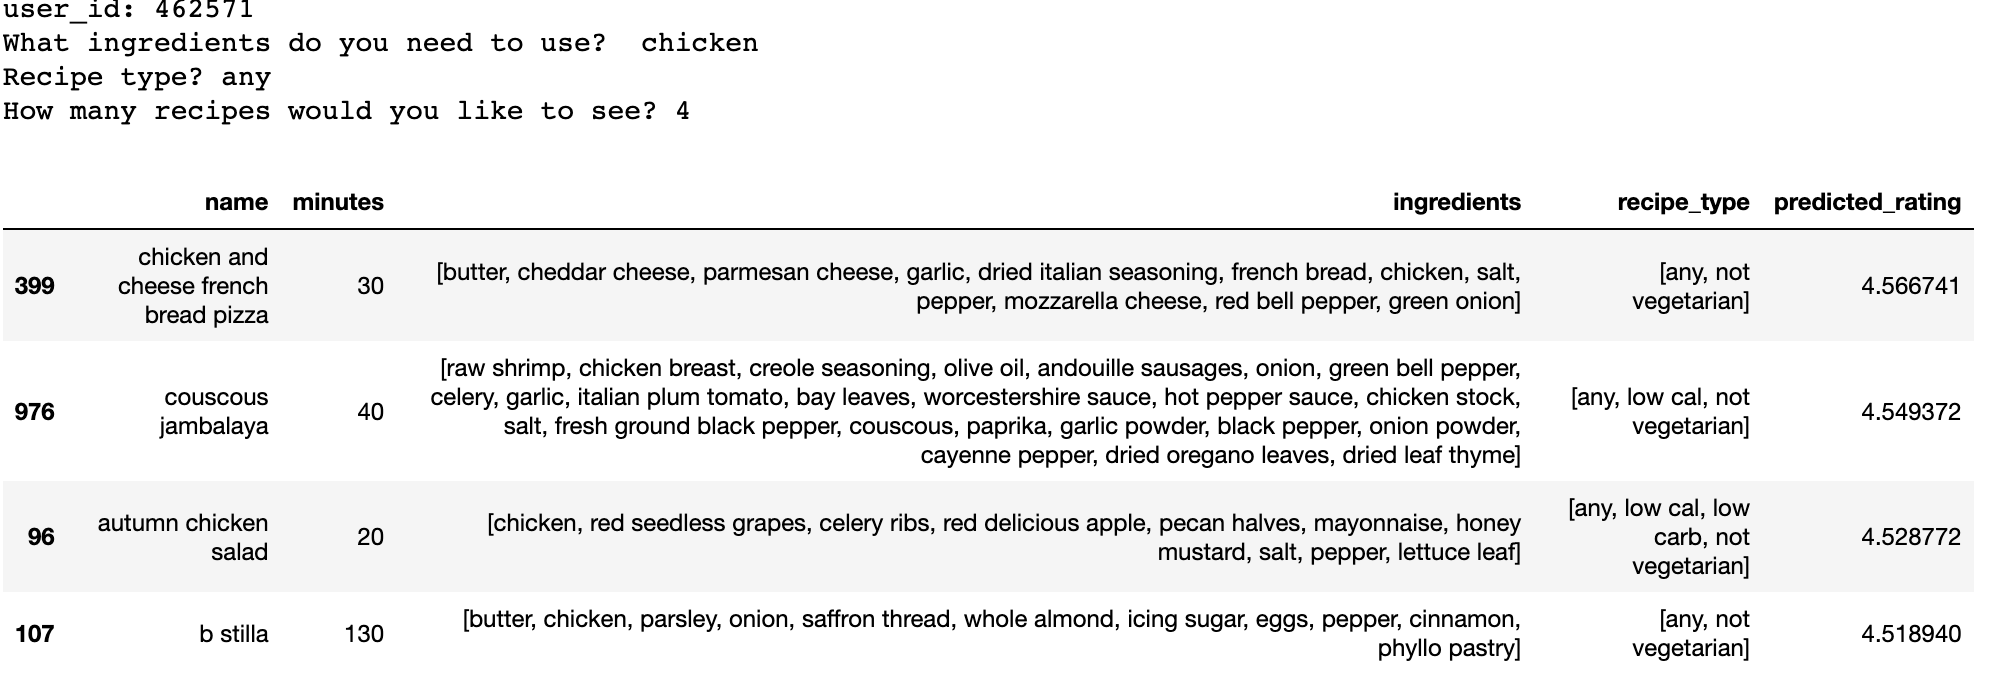 user_id: 462571
What ingredients do you need to use?  chicken
Recipe type? any
How many recipes would you like to see? 4
name minutes ingredients recipe_type predicted_rating
399 chicken and cheese french bread pizza 30 [butter, cheddar cheese, parmesan cheese, garlic, dried italian seasoning, french bread, chicken, salt, pepper, mozzarella cheese, red bell pepper, green onion] [any, not vegetarian] 4.566741
976 couscous jambalaya 40 [raw shrimp, chicken breast, creole seasoning, olive oil, andouille sausages, onion, green bell pepper, celery, garlic, italian plum tomato, bay leaves, worcestershire sauce, hot pepper sauce, chicken stock, salt, fresh ground black pepper, couscous, paprika, garlic powder, black pepper, onion powder, cayenne pepper, dried oregano leaves, dried leaf thyme] [any, low cal, not vegetarian] 4.549372
96 autumn chicken salad 20 [chicken, red seedless grapes, celery ribs, red delicious apple, pecan halves, mayonnaise, honey mustard, salt, pepper, lettuce leaf] [any, low cal, low carb, not vegetarian] 4.528772
107 b stilla 130 [butter, chicken, parsley, onion, saffron thread, whole almond, icing sugar, eggs, pepper, cinnamon, phyllo pastry] [any, not vegetarian] 4.518940